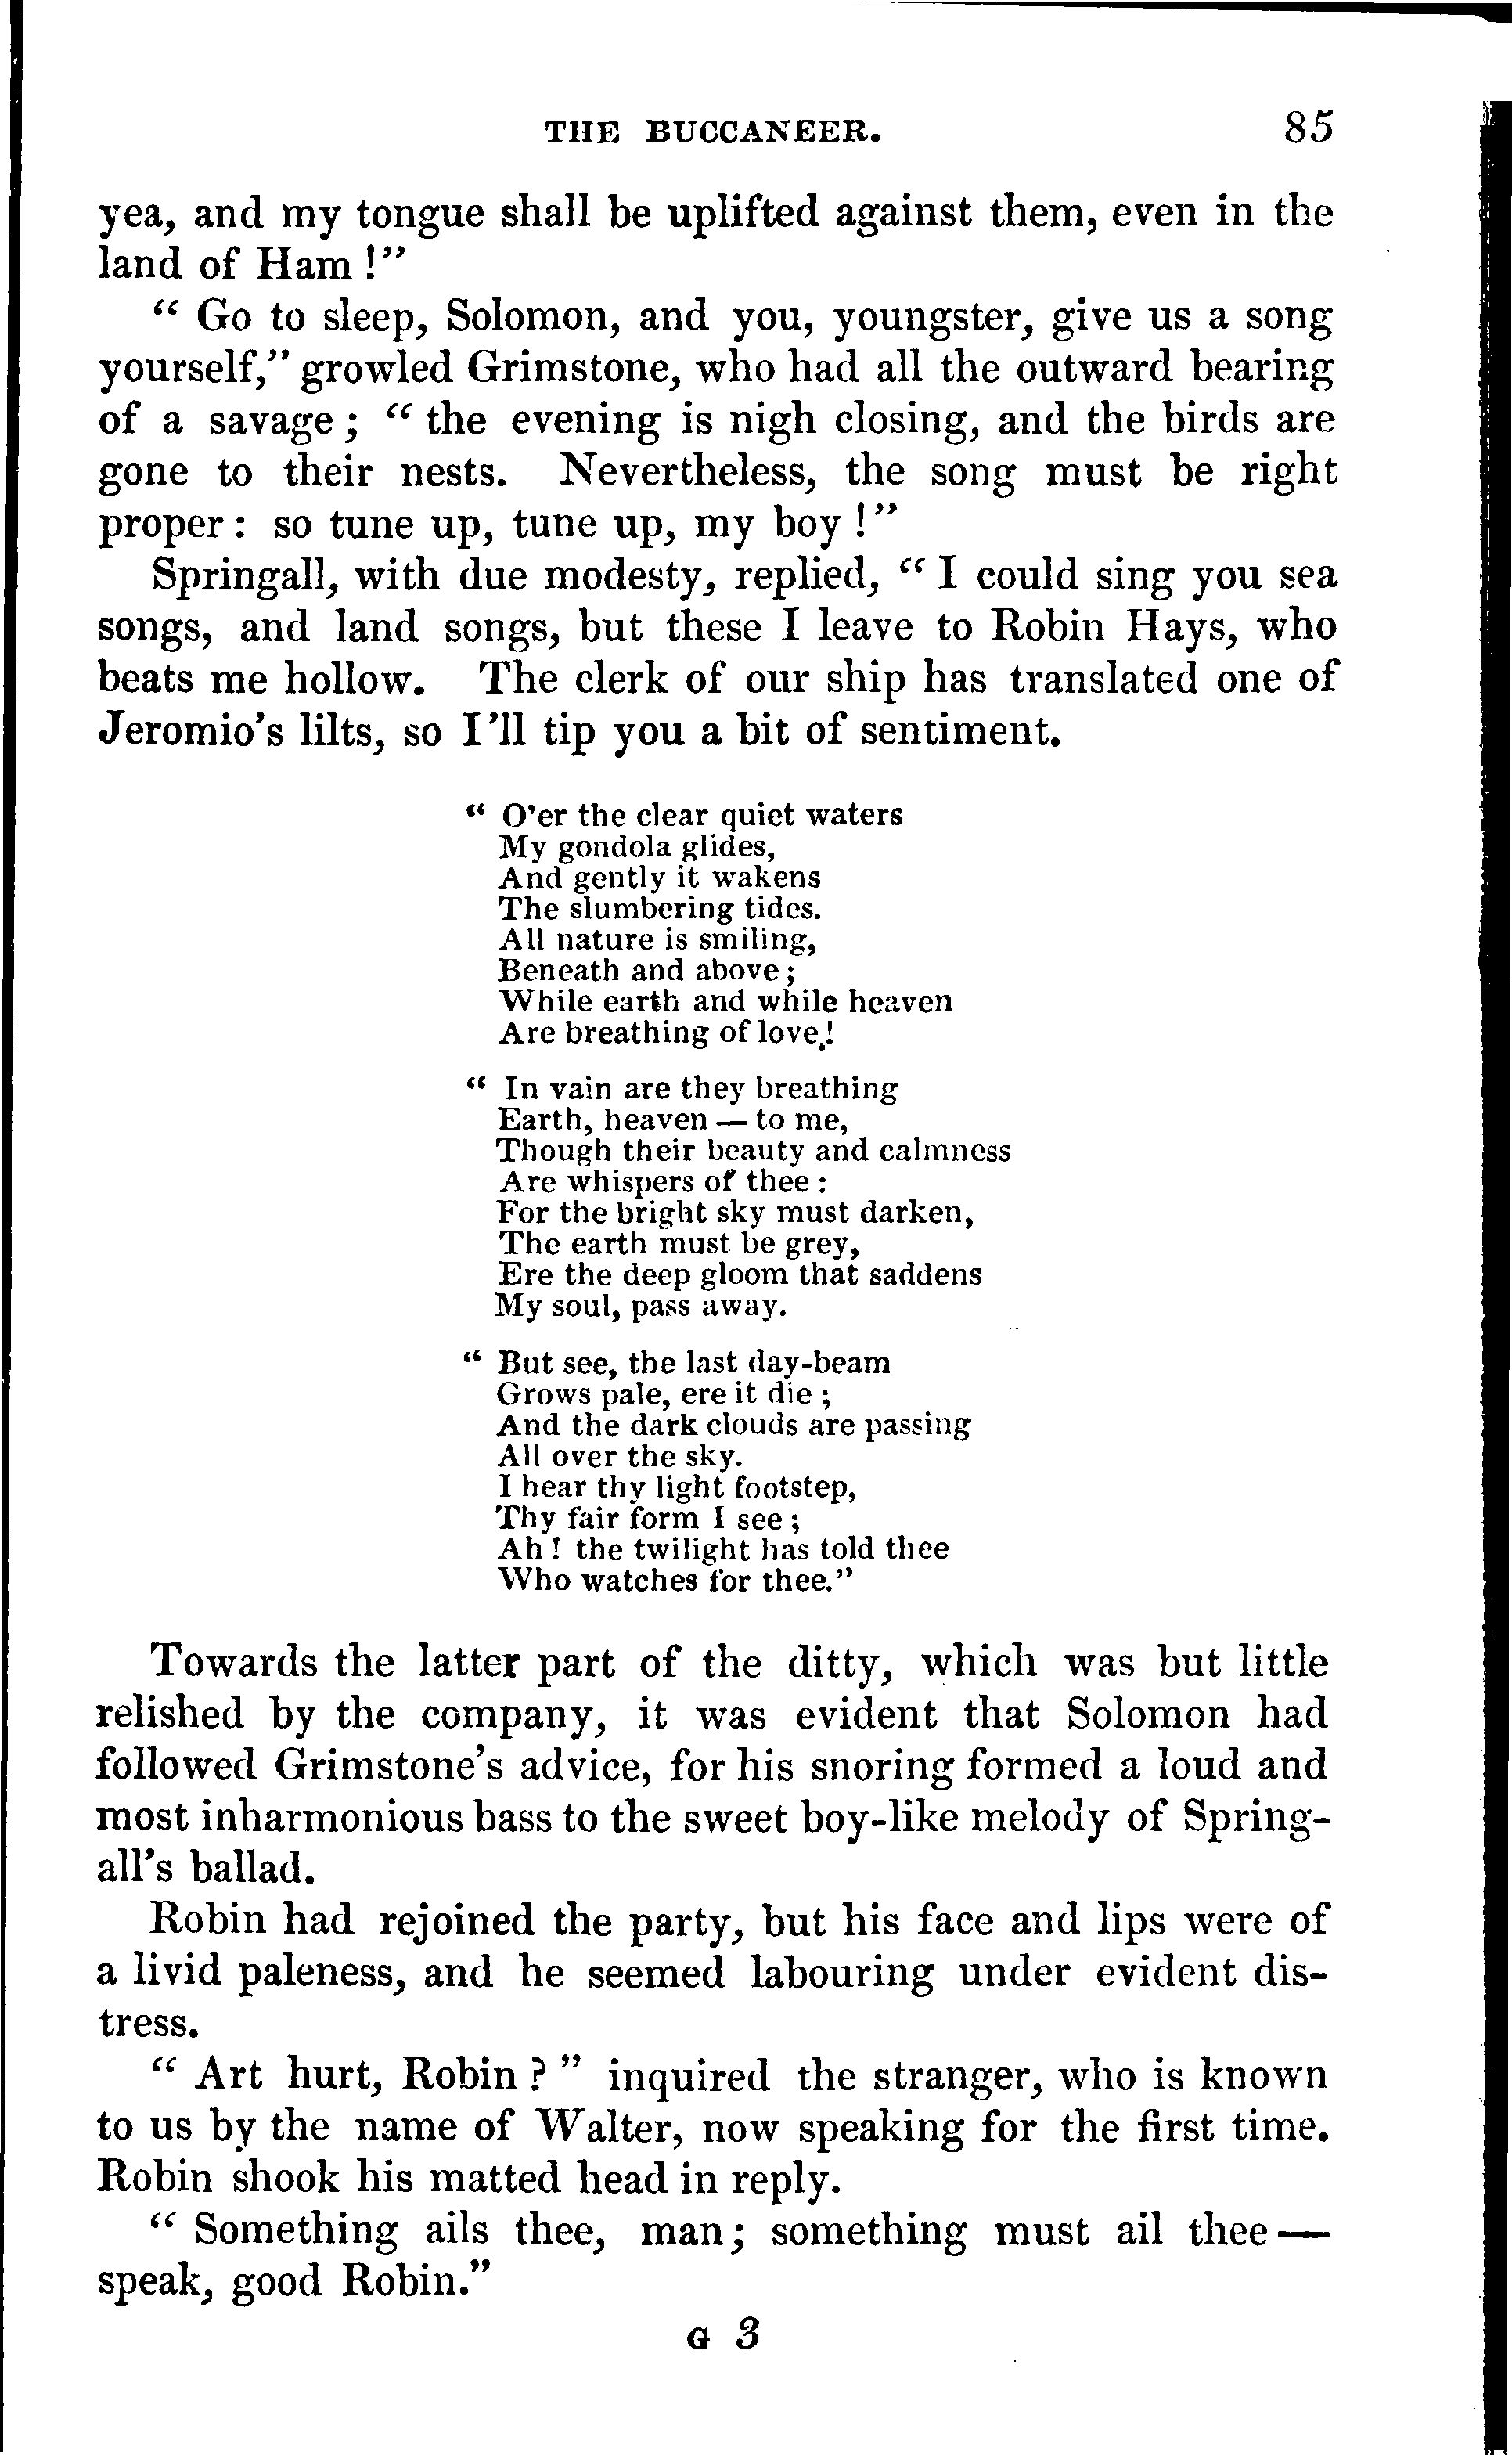 THE BUCCANEER. 85
yea, and my tongue shall be uplifted against them, even in the
land of Ham !"
" Go to sleep, Solomon, and you, youngster, give us a song
yourself," growled Grimstone, who had all the outward bearing
of a savage ; " the evening is nigh closing, and the birds are
gone to their nests. Nevertheless, the song must be right
proper : so tune up, tune up, my boy !"
Springall, with due modesty, replied, " I could sing you sea
songs, and land songs, but these I leave to Robin Hays, who
beats me hollow. The clerk of our ship has translated one of
Jeromio's lilts, so I'll tip you a bit of sentiment.
" O'er the clear quiet waters
My gondola glides,
And gently it wakens
The slumbering tides.
All nature is smiling,
Beneath and above ;
While earth and while heaven
Are breathing of love !
" In vain are they breathing
Earth, heaven — to me,
Though their beauty and calmness
Are whispers of thee :
For the bright sky must darken,
The earth must be grey,
Ere the deep gloom that saddens
My soul, pass away.
" But see, the last day-beam
Grows pale, ere it die ;
And the dark clouds are passing
All over the sky.
I hear thy light footstep,
Thy fair form I see ;
Ah ! the twilight has told thee
Who watches for thee."
Towards the latter part of the ditty, which was but little
relished by the company, it was evident that Solomon had
followed Grimstone's advice, for his snoring formed a loud and
most inharmonious bass to the sweet boy-like melody of Spring-
all's ballad.
Robin had rejoined the party, but his face and lips were of
a livid paleness, and he seemed labouring under evident dis-
tress.
" Art hurt, Robin ? " inquired the stranger, who is known
to us by the name of Walter, now speaking for the first time.
Robin shook his matted head in reply.
" Something ails thee, man; something must ail thee —
speak, good Robin."
G 3